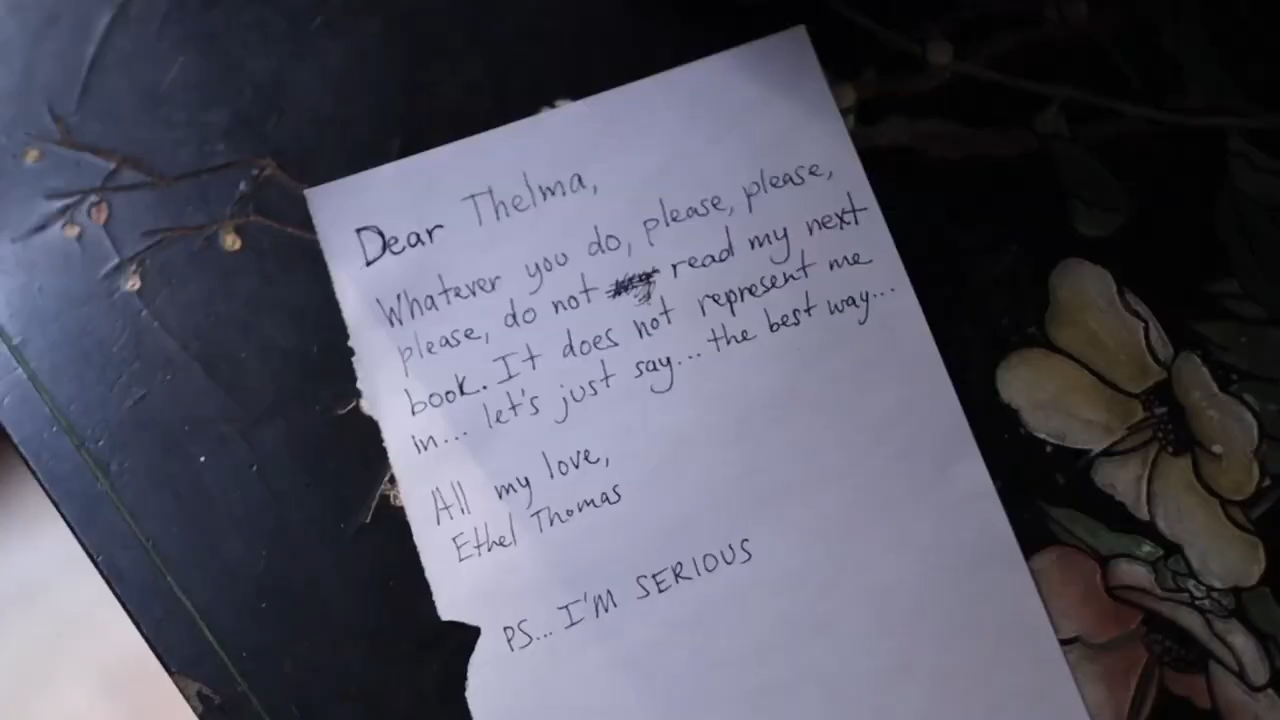 Dear Thelma,
Whatever you do, please, please,
please, do not read my next
book. It does not represent me
in... let's just say... the best way...
All my love,
Ethel Thomas
PS... I'M SERIOUS